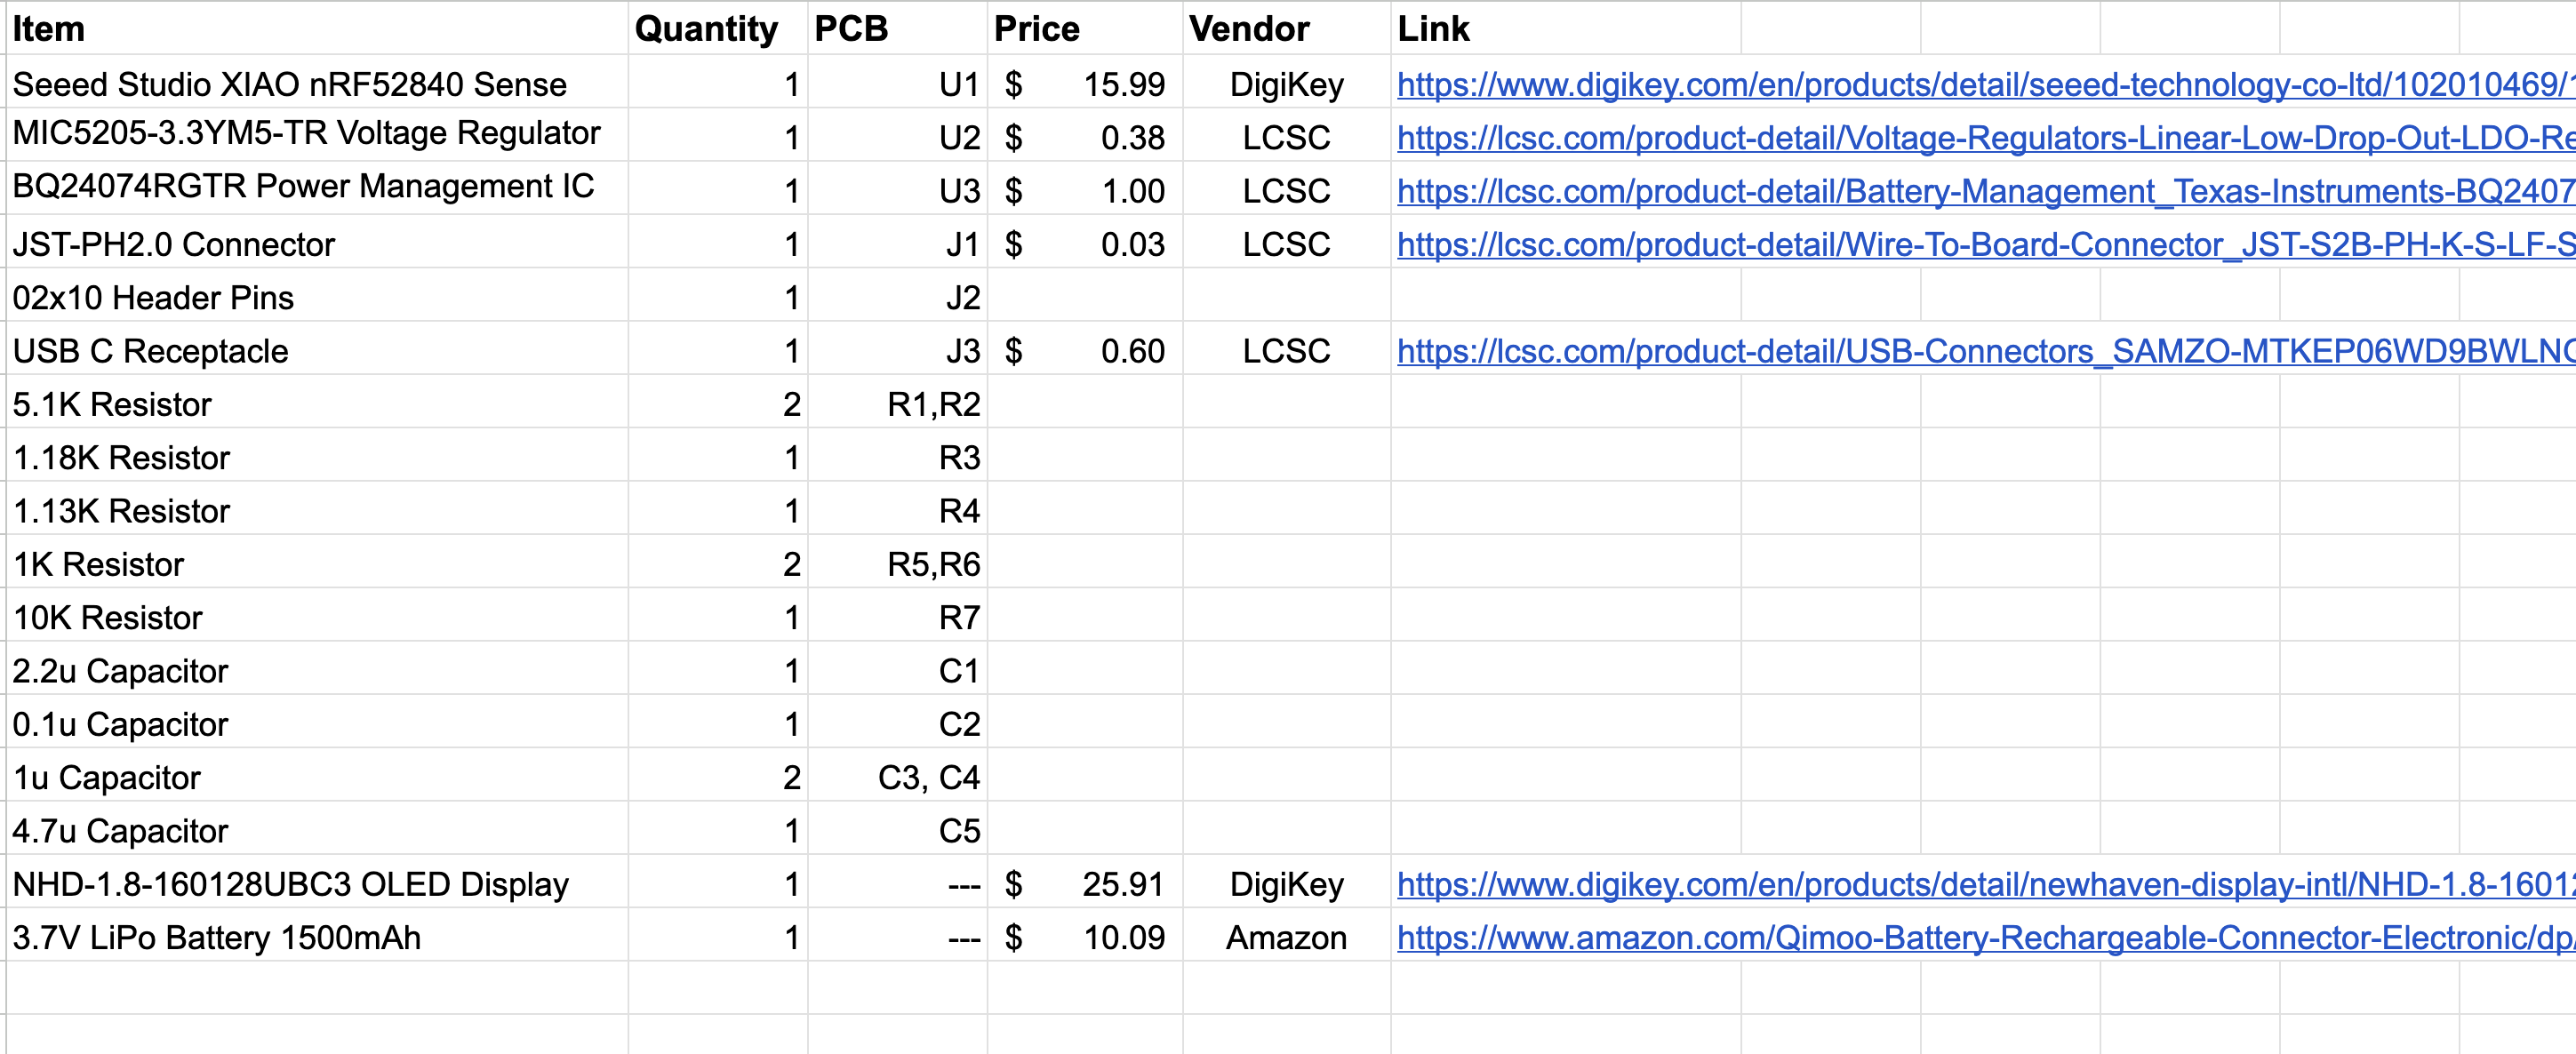 Item Quantity PCB Price Vendor Link
Seeed Studio XIAO nRF52840 Sense 1 U1 $ 15.99 DigiKey https://www.digikey.com/en/products/detail/seeed-technology-co-ltd/102010469/
MIC5205-3.3YM5-TR Voltage Regulator 1 U2 $ 0.38 LCSC https://lcsc.com/product-detail/Voltage-Regulators-Linear-Low-Drop-Out-LDO-Re
BQ24074RGTR Power Management IC 1 U3 $ 1.00 LCSC https://lcsc.com/product-detail/Battery-Management_Texas-Instruments-BQ2407
JST-PH2.0 Connector 1 J1 $ 0.03 LCSC https://lcsc.com/product-detail/Wire-To-Board-Connector_JST-S2B-PH-K-S-LF-S
02x10 Header Pins 1 J2
USB C Receptacle 1 J3 $ 0.60 LCSC https://lcsc.com/product-detail/USB-Connectors_SAMZO-MTKEP06WD9BWLNC
5.1K Resistor 2 R1,R2
1.18K Resistor 1 R3
1.13K Resistor 1 R4
1K Resistor 2 R5,R6
10K Resistor 1 R7
2.2u Capacitor 1 C1
0.1u Capacitor 1 C2
1u Capacitor 2 C3, C4
4.7u Capacitor 1 C5
NHD-1.8-160128UBC3 OLED Display 1 --- $ 25.91 DigiKey https://www.digikey.com/en/products/detail/newhaven-display-intl/NHD-1.8-16012
3.7V LiPo Battery 1500mAh 1 --- $ 10.09 Amazon https://www.amazon.com/Qimoo-Battery-Rechargeable-Connector-Electronic/dp/